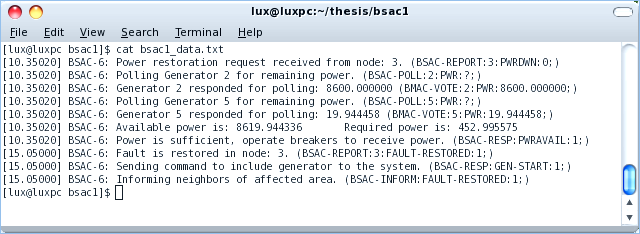 lux@luxpc:~/thesis/bsac1
File Edit View Search Terminal Help
[lux@luxpc bsac1]$ cat bsac1_data.txt
[10.35020] BSAC-6: Power restoration request received from node: 3. (BSAC-REPORT:3:PWRDWN:0;)
[10.35020] BSAC-6: Polling Generator 2 for remaining power. (BSAC-POLL:2:PWR:?;)
[10.35020] BSAC-6: Generator 2 responded for polling: 8600.000000 (BMAC-VOTE:2:PWR:8600.000000;)
[10.35020] BSAC-6: Polling Generator 5 for remaining power. (BSAC-POLL:5:PWR:?;)
[10.35020] BSAC-6: Generator 5 responded for polling: 19.944458 (BMAC-VOTE:5:PWR:19.944458;)
[10.35020] BSAC-6: Available power is: 8619.944336 Required power is: 452.995575
[10.35020] BSAC-6: Power is sufficient, operate breakers to receive power. (BSAC-RESP:PWRAVAIL:1;)
[15.05000] BSAC-6: Fault is restored in node: 3. (BSAC-REPORT:3:FAULT-RESTORED:1;)
[15.05000] BSAC-6: Sending command to include generator to the system. (BSAC-RESP:GEN-START:1;)
[15.05000] BSAC-6: Informing neighbors of affected area. (BSAC-INFORM:FAULT-RESTORED:1;)
[lux@luxpc bsac1]$